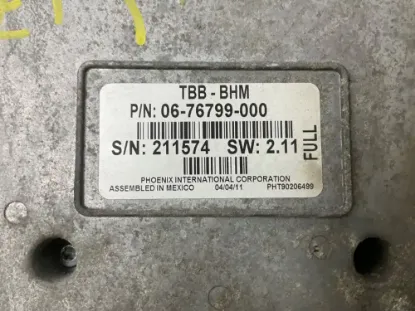 TBB - BHM
P/N: 06-76799-000
S/N: 211574 SW: 2.11
FULL
PHOENIX INTERNATIONAL CORPORATION
ASSEMBLED IN MEXICO 04/04/11 PHT90206499